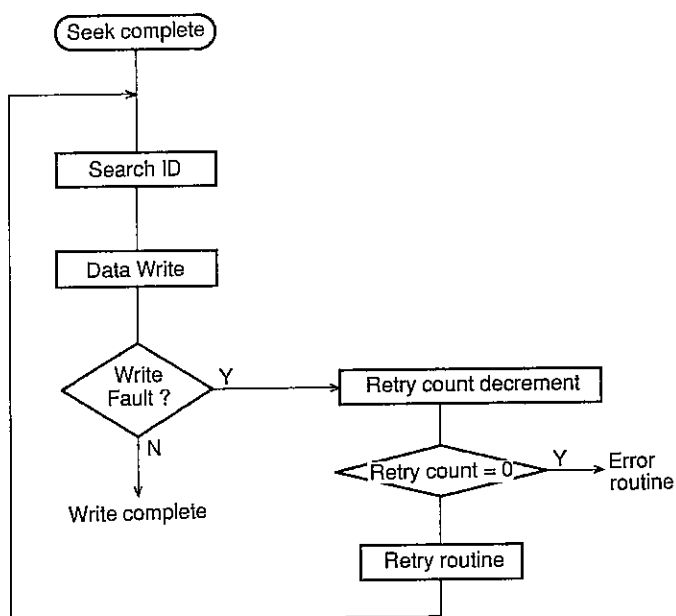 Seek complete
Search ID
Data Write
Write
Fault ?
Y
Retry count decrement
N
Write complete
Retry count = 0
Y
Error
routine
Retry routine